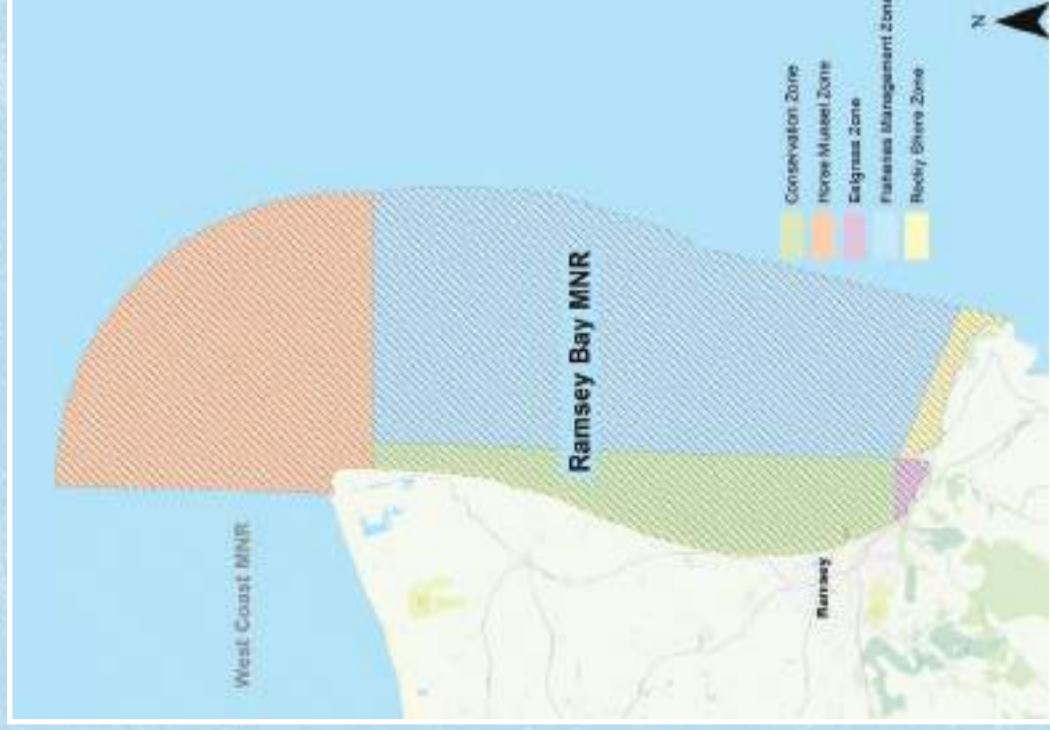 West Coast MNR
Ramsey Bay MNR
Ramsey
Conservation Zone
Horse Mussel Zone
Eelgrass Zone
Fisheries Management Zone
Rocky Shore Zone
N